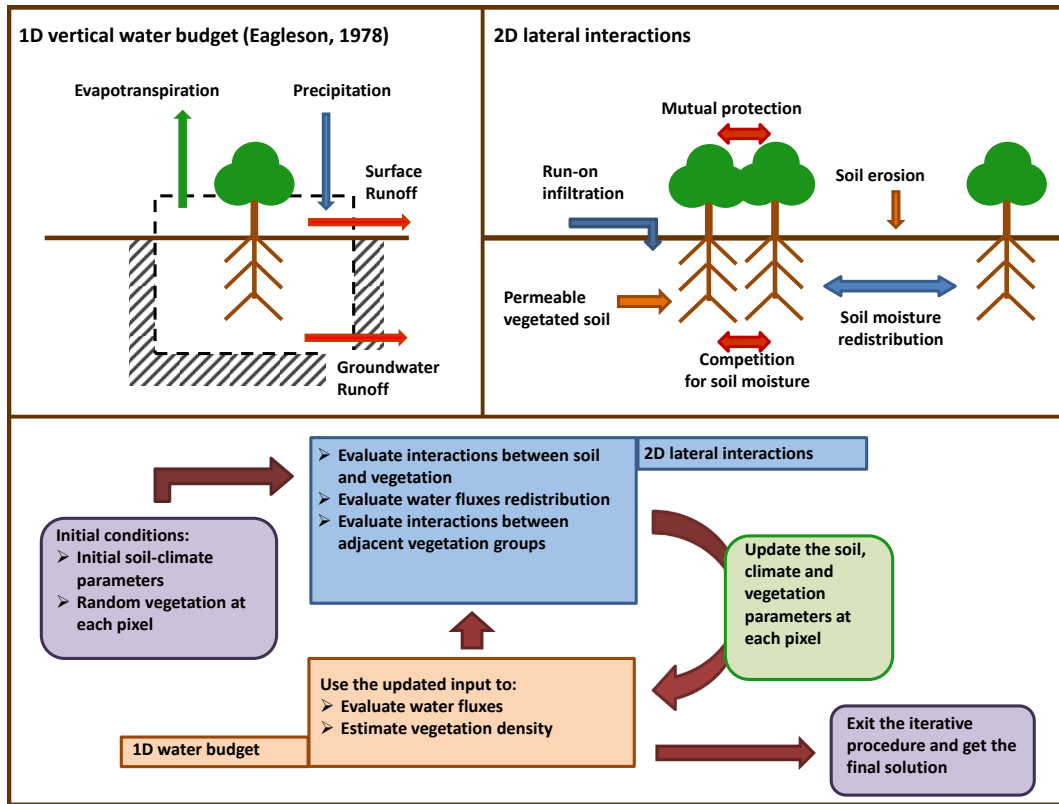 1D vertical water budget (Eagleson, 1978)
Evapotranspiration
Precipitation
Surface
Runoff
Groundwater
Runoff
2D lateral interactions
Mutual protection
Run-on
infiltration
Soil erosion
Permeable
vegetated soil
Soil moisture
redistribution
Competition
for soil moisture
Initial conditions:
➢ Initial soil-climate
parameters
➢ Random vegetation at
each pixel
➢ Evaluate interactions between soil
and vegetation
➢ Evaluate water fluxes redistribution
➢ Evaluate interactions between
adjacent vegetation groups
2D lateral interactions
Update the soil,
climate and
vegetation
parameters at
each pixel
Use the updated input to:
➢ Evaluate water fluxes
➢ Estimate vegetation density
1D water budget
Exit the iterative
procedure and get the
final solution